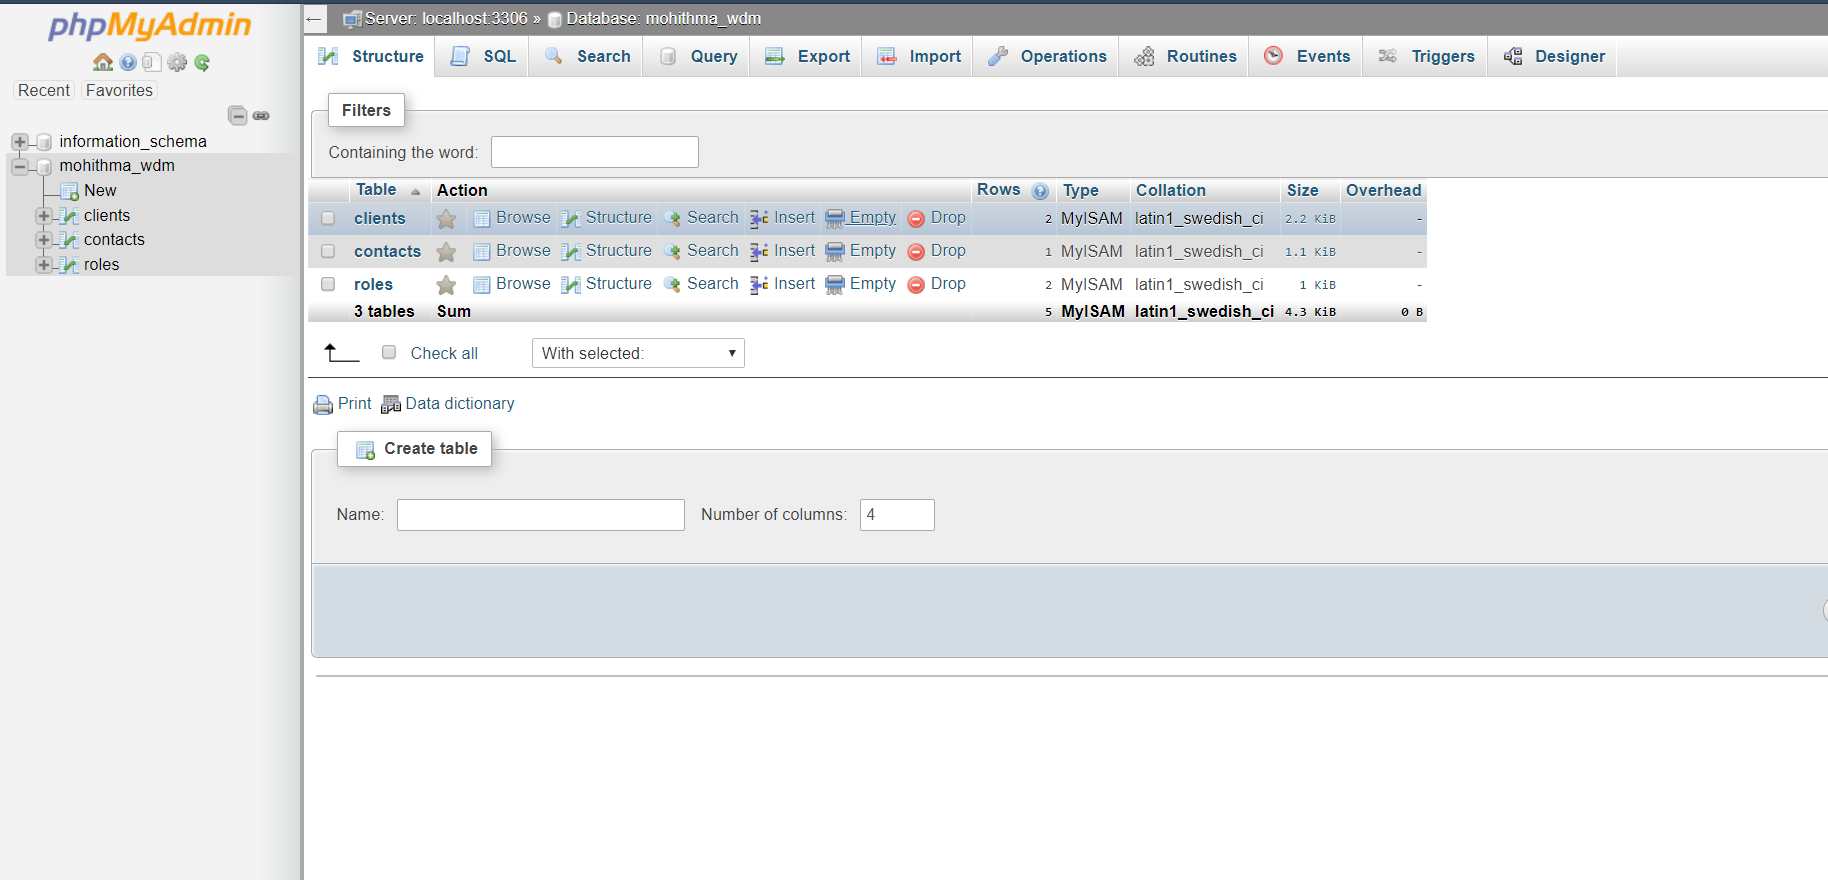 phpMyAdmin
Recent Favorites
information_schema
mohithma_wdm
New
clients
contacts
roles
← Server: localhost:3306 » Database: mohithma_wdm
Structure SQL Search Query Export Import Operations Routines Events Triggers Designer
Filters
Containing the word:
Table Action Rows Type Collation Size Overhead
clients Browse Structure Search Insert Empty Drop 2 MyISAM latin1_swedish_ci 2.2 KiB -
contacts Browse Structure Search Insert Empty Drop 1 MyISAM latin1_swedish_ci 1.1 KiB -
roles Browse Structure Search Insert Empty Drop 2 MyISAM latin1_swedish_ci 1 KiB -
3 tables Sum 5 MyISAM latin1_swedish_ci 4.3 KiB 0 B
Check all With selected:
Print Data dictionary
Create table
Name: Number of columns: 4